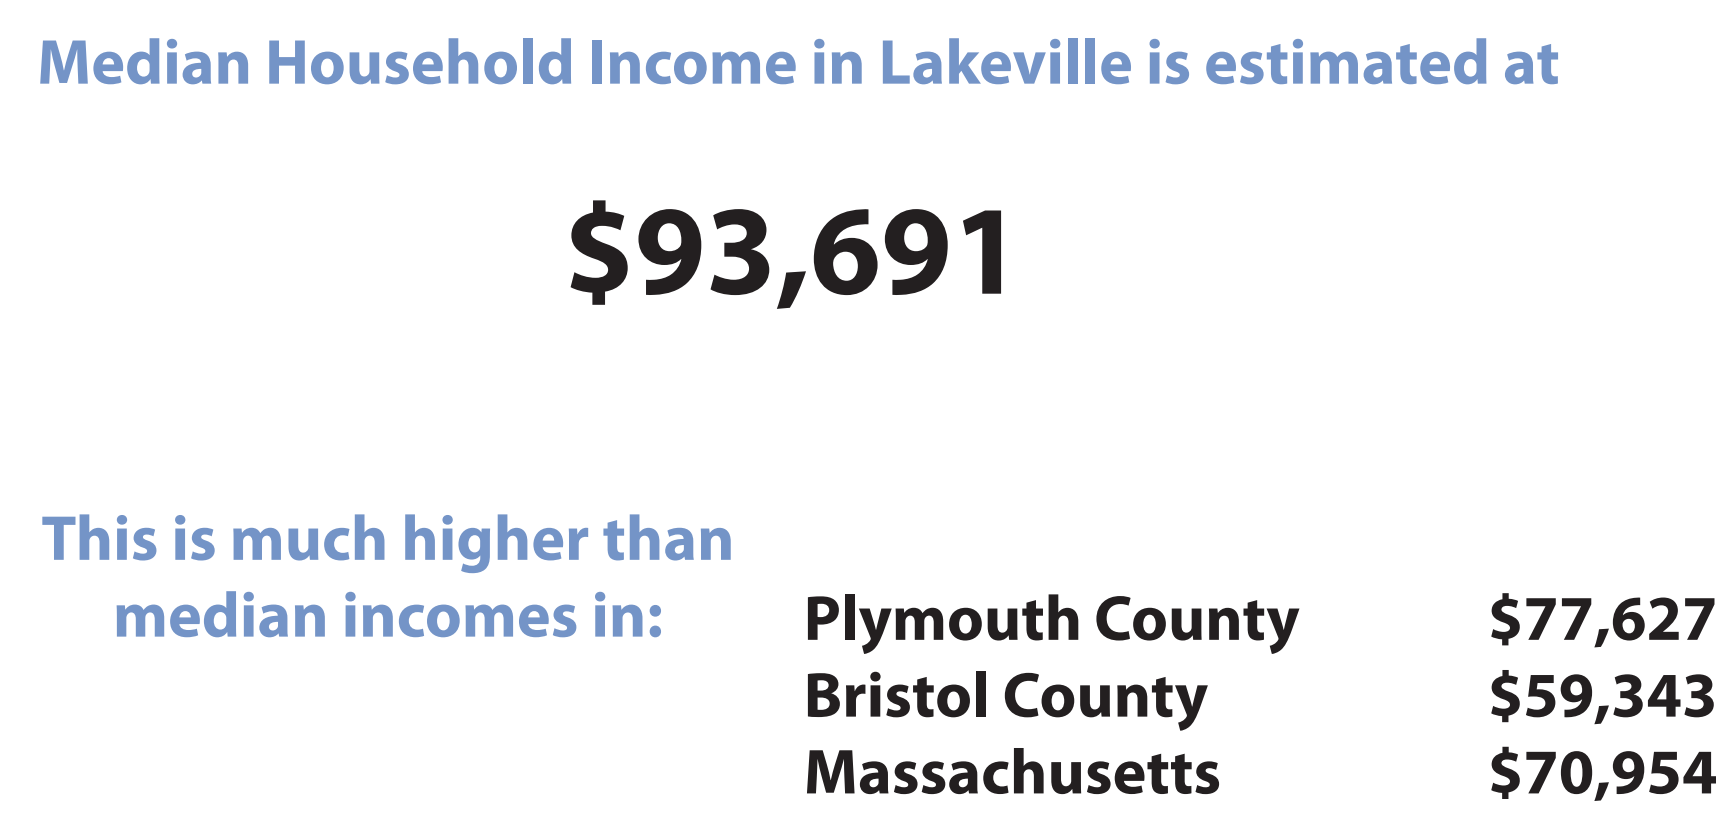 Median Household Income in Lakeville is estimated at
$93,691
This is much higher than
median incomes in:
Plymouth County $77,627
Bristol County $59,343
Massachusetts $70,954